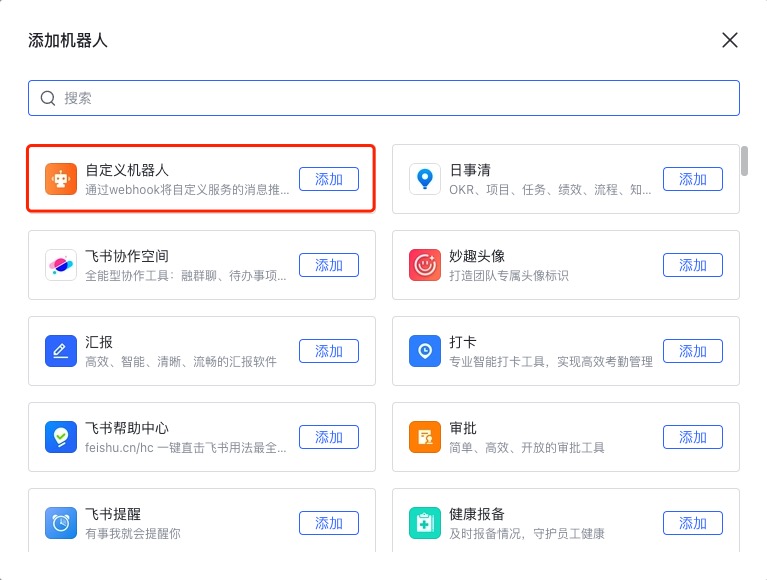 添加机器人
搜索
自定义机器人
通过webhook将自定义服务的消息推...
添加
日事清
OKR、项目、任务、绩效、流程、知...
添加
飞书协作空间
全能型协作工具：融群聊、待办事项...
添加
妙趣头像
打造团队专属头像标识
添加
汇报
高效、智能、清晰、流畅的汇报软件
添加
打卡
专业智能打卡工具，实现高效考勤管理
添加
飞书帮助中心
feishu.cn/hc 一键直击飞书用法最全...
添加
审批
简单、高效、开放的审批工具
添加
飞书提醒
有事我就会提醒你
添加
健康报备
及时报备情况，守护员工健康
添加